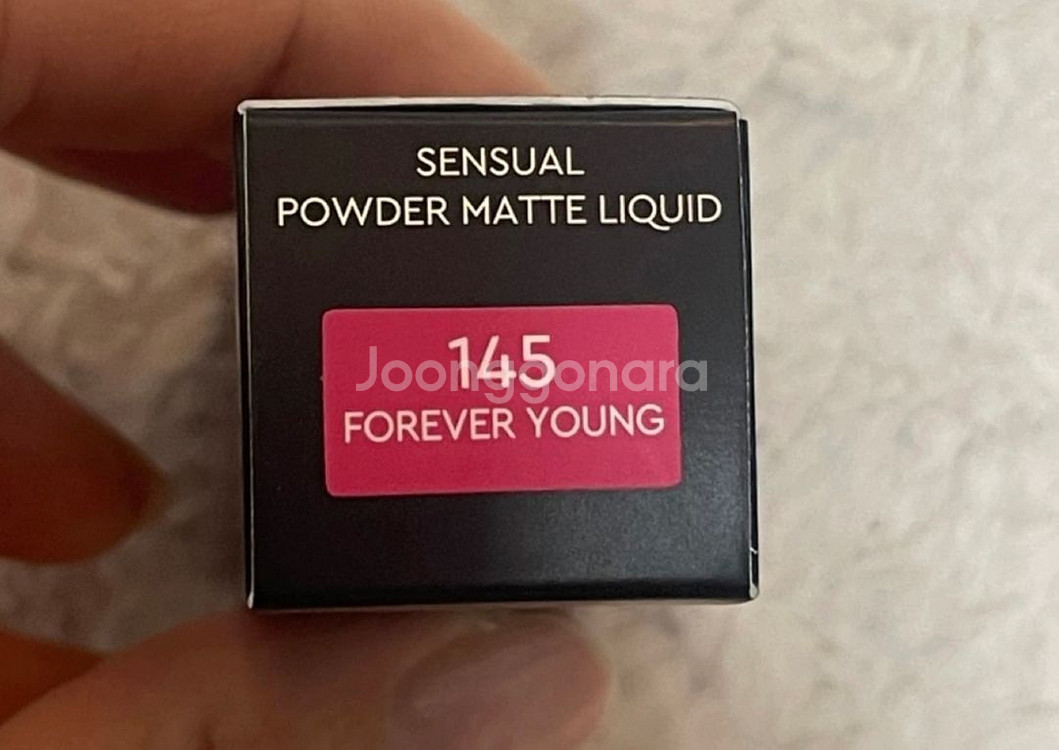 SENSUAL
POWDER MATTE LIQUID
145
Joonggonara
FOREVER YOUNG